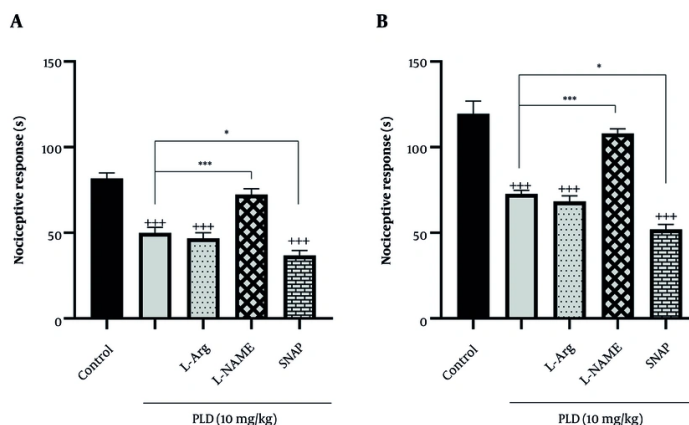 A
Nociceptive response (s)
150
100
50
0
*
***
+++
+++
+++
Control
L-Arg
L-NAME
SNAP
PLD (10 mg/kg)
B
Nociceptive response (s)
150
100
50
0
*
***
+++
+++
+++
Control
L-Arg
L-NAME
SNAP
PLD (10 mg/kg)